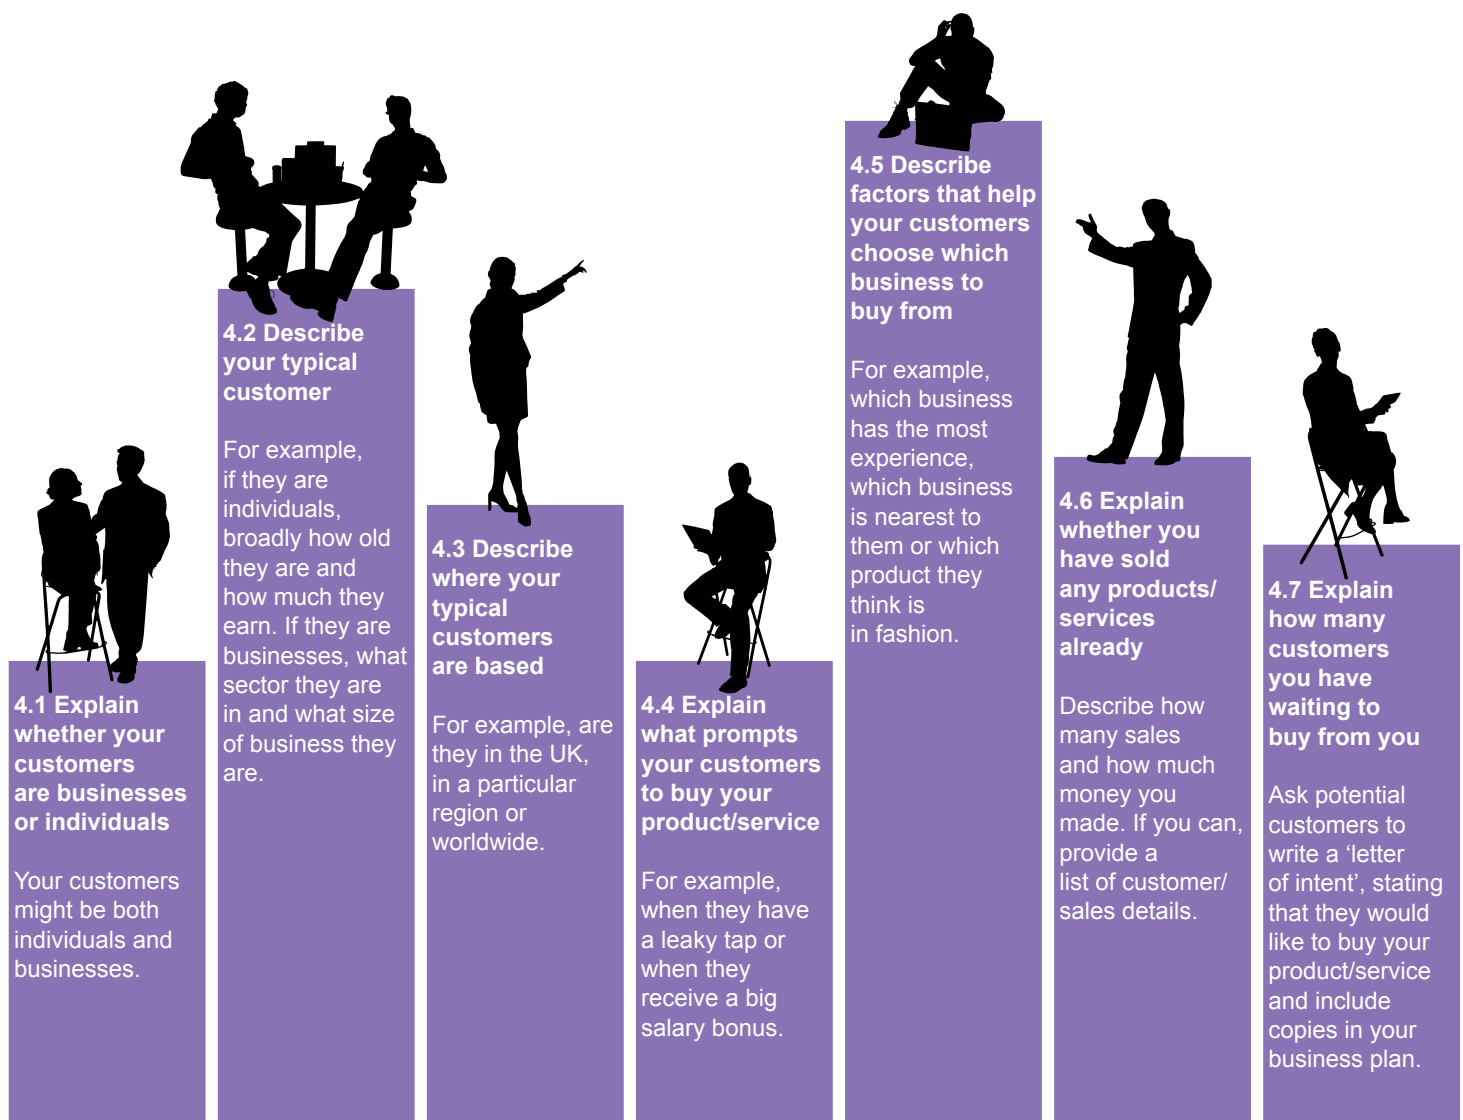 4.1 Explain
whether your
customers
are businesses
or individuals
Your customers
might be both
individuals and
businesses.
4.2 Describe
your typical
customer
For example,
if they are
individuals,
broadly how old
they are and
how much they
earn. If they are
businesses, what
sector they are
in and what size
of business they
are.
4.3 Describe
where your
typical
customers
are based
For example, are
they in the UK,
in a particular
region or
worldwide.
4.4 Explain
what prompts
your customers
to buy your
product/service
For example,
when they have
a leaky tap or
when they
receive a big
salary bonus.
4.5 Describe
factors that help
your customers
choose which
business to
buy from
For example,
which business
has the most
experience,
which business
is nearest to
them or which
product they
think is
in fashion.
4.6 Explain
whether you
have sold
any products/
services
already
Describe how
many sales
and how much
money you
made. If you can,
provide a
list of customer/
sales details.
4.7 Explain
how many
customers
you have
waiting to
buy from you
Ask potential
customers to
write a ‘letter
of intent’, stating
that they would
like to buy your
product/service
and include
copies in your
business plan.